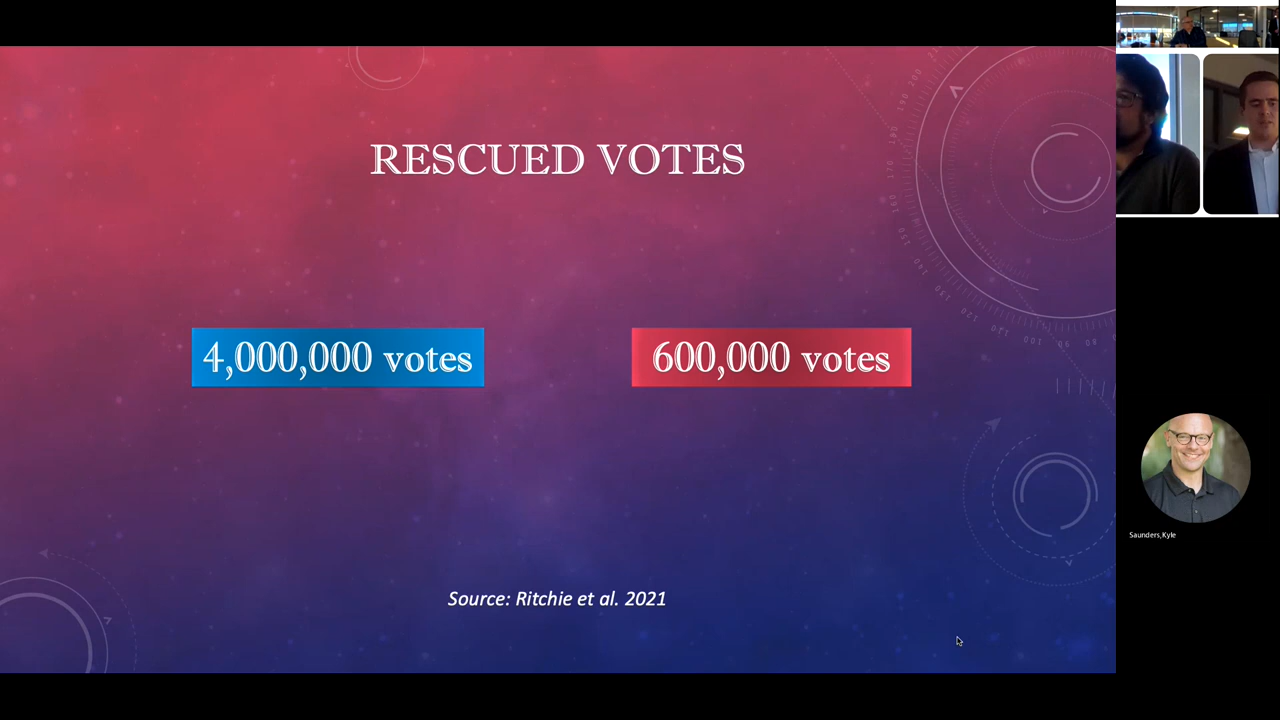 RESCUED VOTES
4,000,000 votes
600,000 votes
Source: Ritchie et al. 2021
Saunders, Kyle